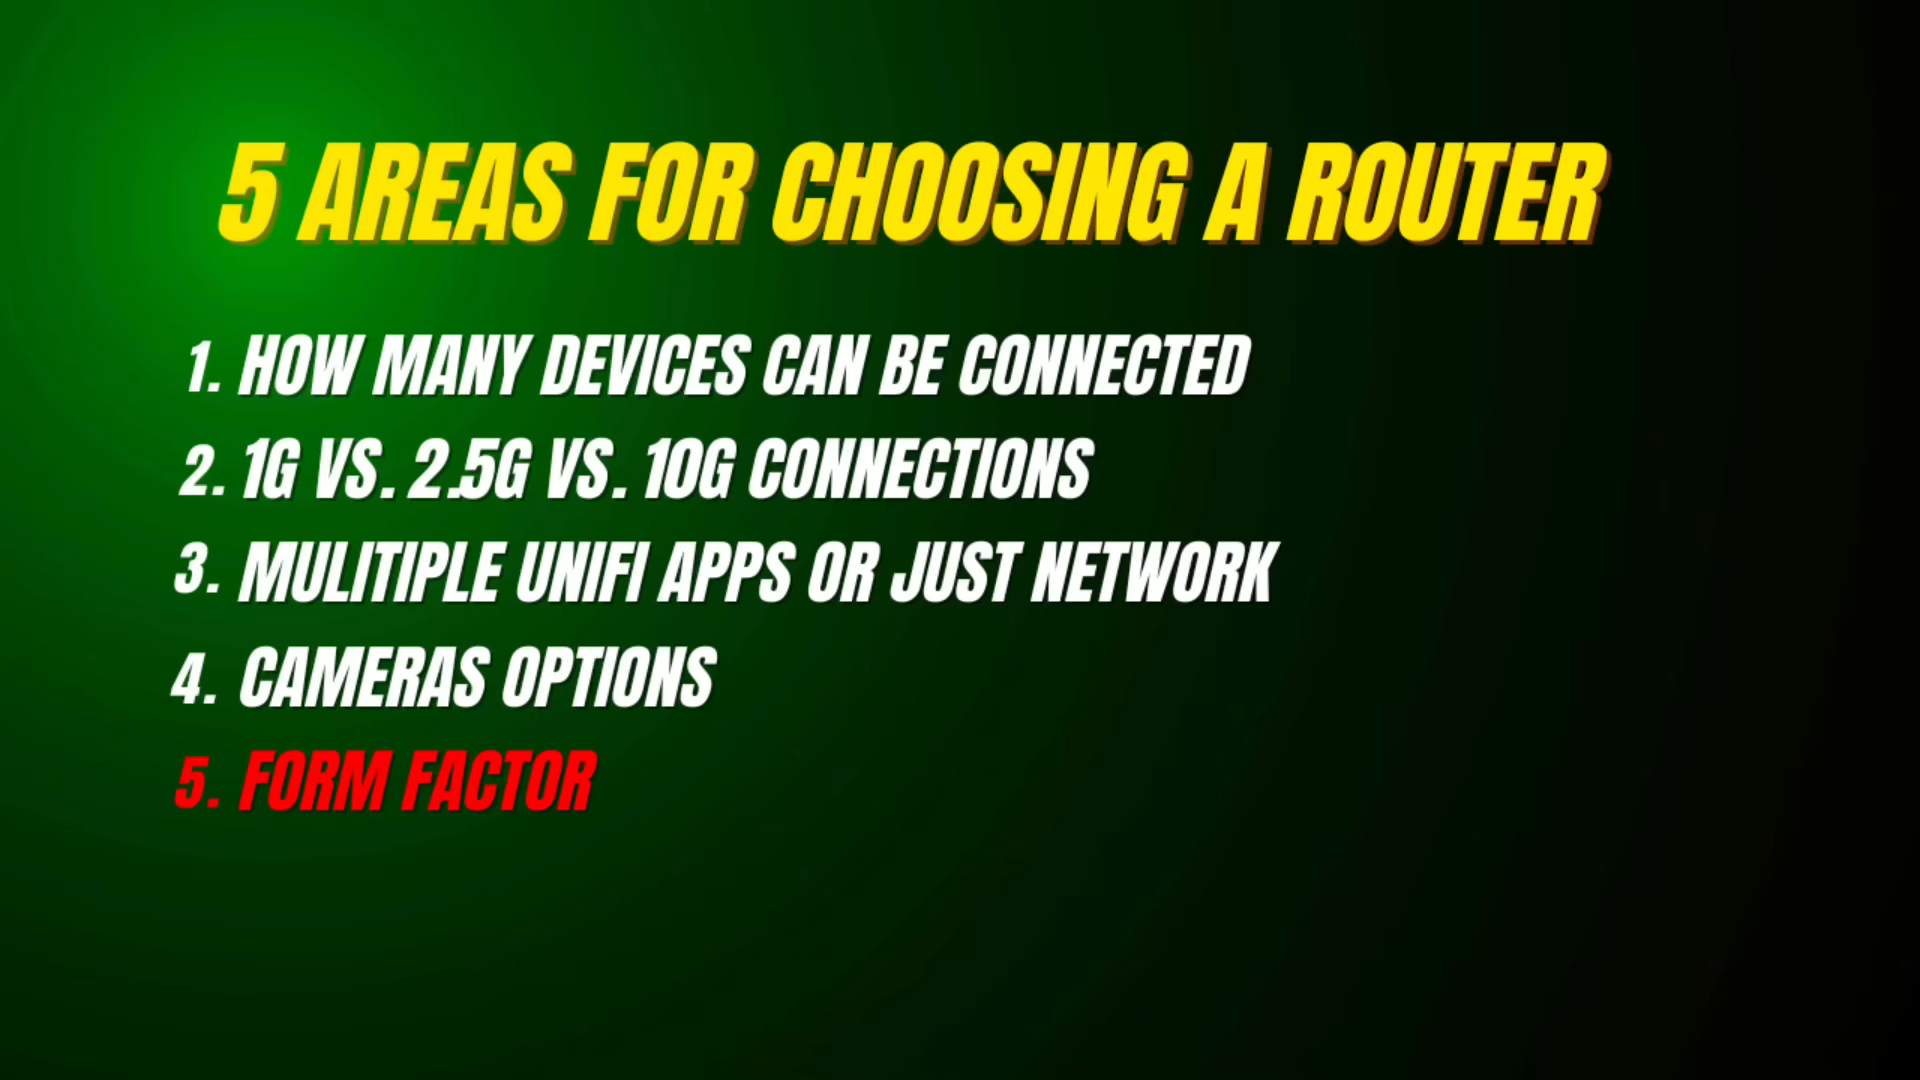 5 AREAS FOR CHOOSING A ROUTER
1. HOW MANY DEVICES CAN BE CONNECTED
2. 1G VS. 2.5G VS. 10G CONNECTIONS
3. MULITIPLE UNIFI APPS OR JUST NETWORK
4. CAMERAS OPTIONS
5. FORM FACTOR